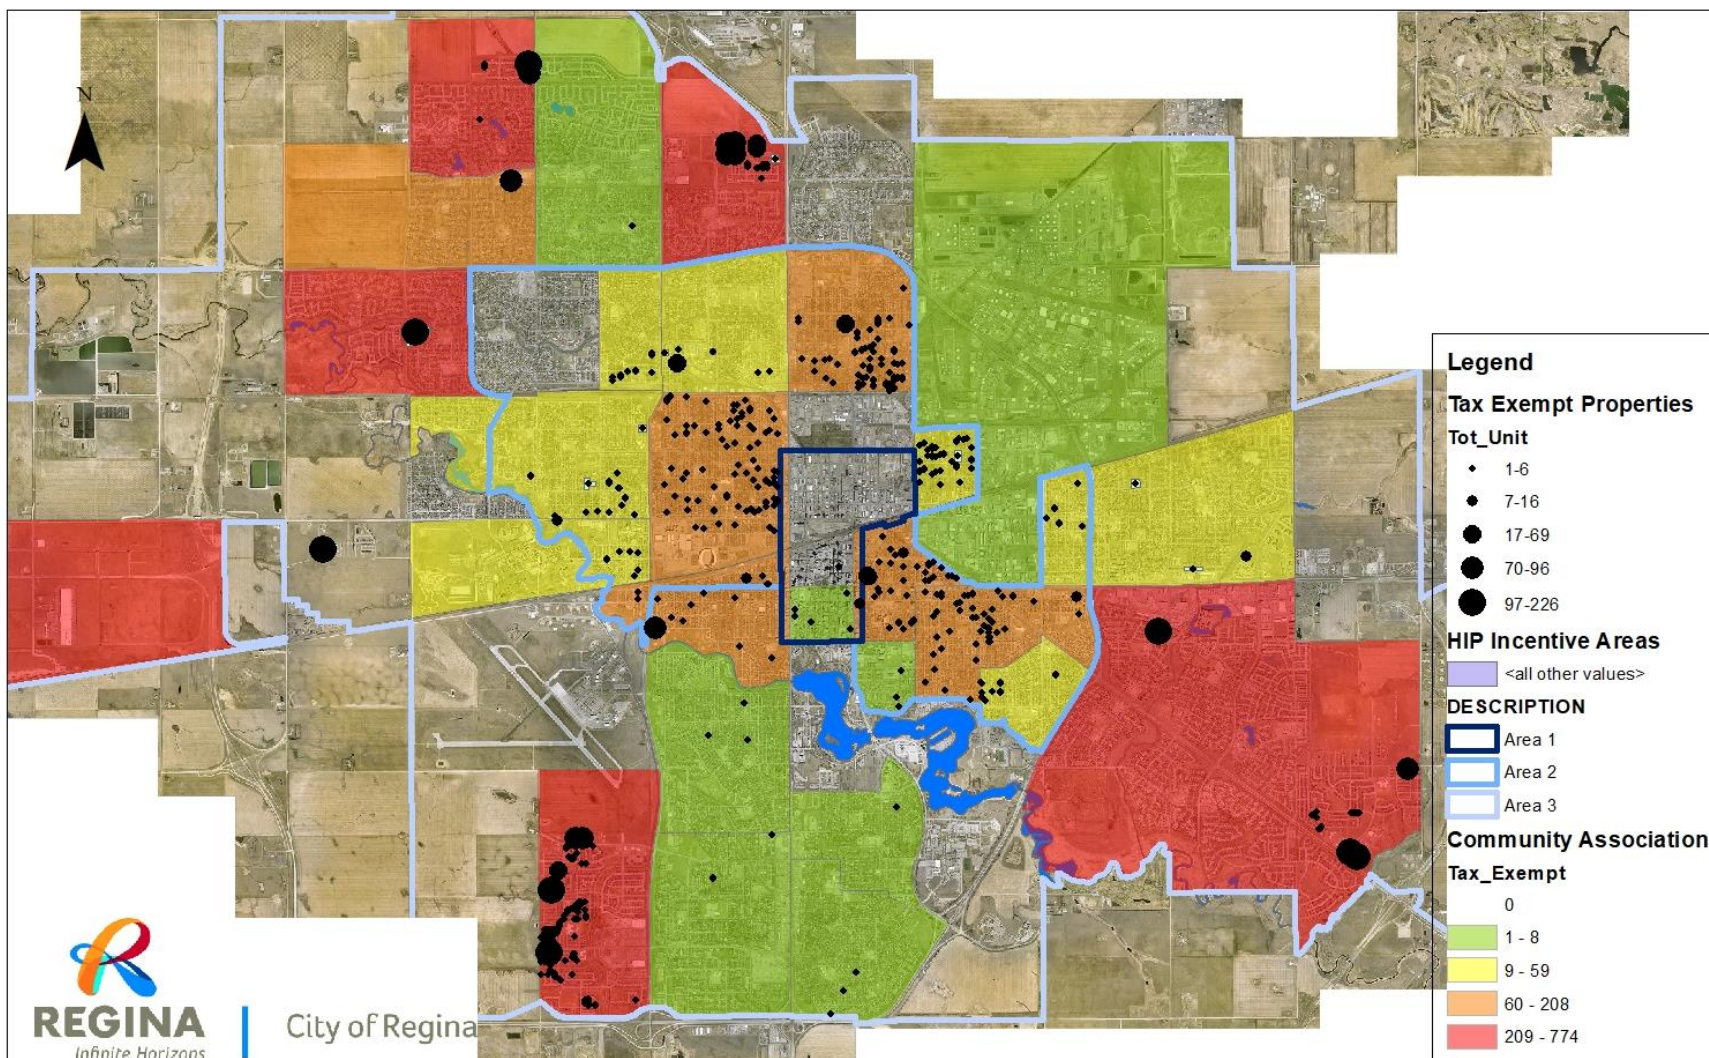 N
Legend
Tax Exempt Properties
Tot_Unit
1-6
7-16
17-69
70-96
97-226
HIP Incentive Areas
<all other values>
DESCRIPTION
Area 1
Area 2
Area 3
Community Association
Tax_Exempt
0
1 - 8
9 - 59
60 - 208
209 - 774
REGINA
Infinite Horizons
City of Regina